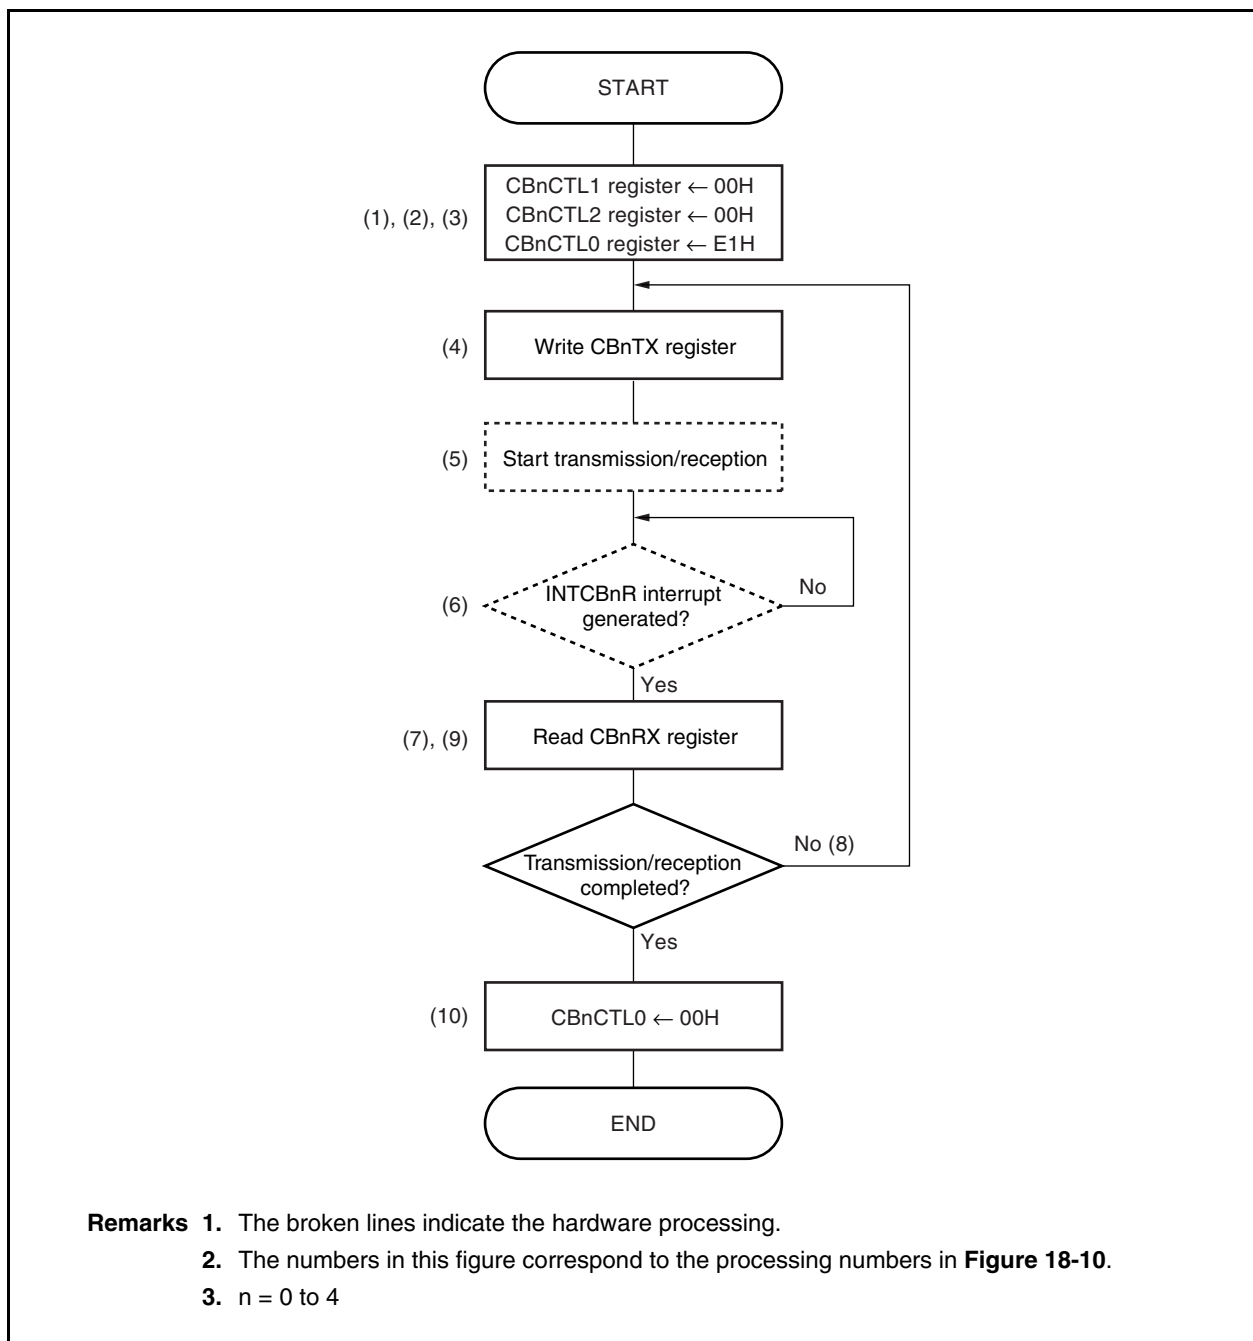 START
CBnCTL1 register ← 00H
(1), (2), (3) CBnCTL2 register ← 00H
CBnCTL0 register ← E1H
(4) Write CBnTX register
(5) Start transmission/reception
INTCBnR interrupt
No
(6) generated?
Yes
(7), (9) Read CBnRX register
No (8)
Transmission/reception
completed?
Yes
(10) CBnCTL0 ← 00H
END
Remarks 1. The broken lines indicate the hardware processing.
2. The numbers in this figure correspond to the processing numbers in Figure 18-10.
3. n = 0 to 4